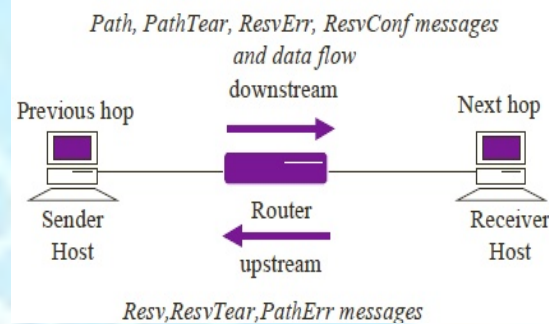 Path, PathTear, ResvErr, ResvConf messages
and data flow
downstream
Previous hop
Next hop
Sender
Host
Router
Receiver
Host
upstream
Resv,ResvTear,PathErr messages